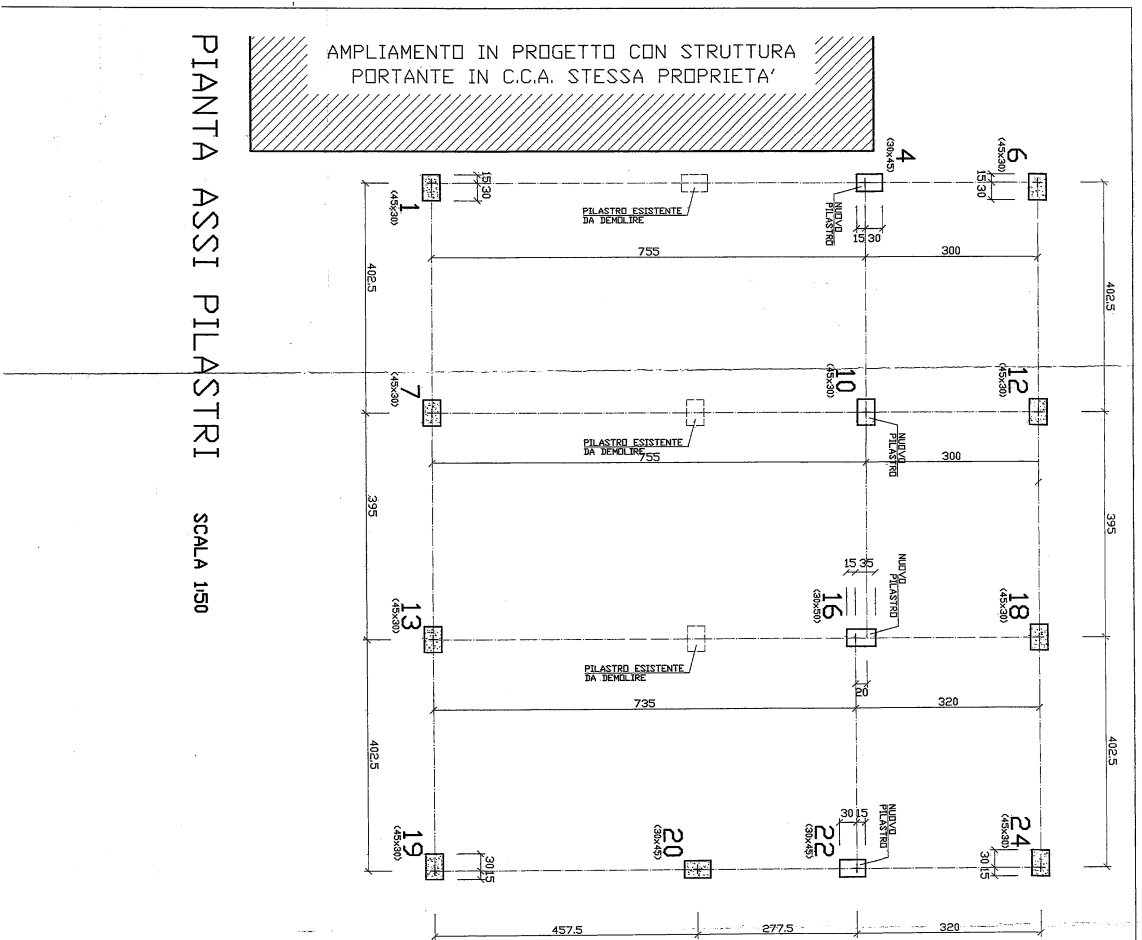 AMPLIAMENTO IN PROGETTO CON STRUTTURA
PORTANTE IN C.C.A. STESSA PROPRIETA'
PIANTA ASSI PILASTRI
SCALA 1:50
1
(45x30)
15 30
PILASTRO ESISTENTE
DA DEMOLIRE
4
(30x45)
NUOVO
PILASTRO
15 30
6
(45x30)
15 30
755
300
402.5
402.5
7
(45x30)
PILASTRO ESISTENTE
DA DEMOLIRE
10
(45x30)
NUOVO
PILASTRO
12
(45x30)
755
300
395
395
13
(45x30)
PILASTRO ESISTENTE
DA DEMOLIRE
15 35
16
(30x50)
NUOVO
PILASTRO
18
(45x30)
20
735
320
402.5
402.5
19
(45x30)
30 15
20
(30x45)
30 15
22
(30x45)
NUOVO
PILASTRO
24
(45x30)
30 15
457.5
277.5
320